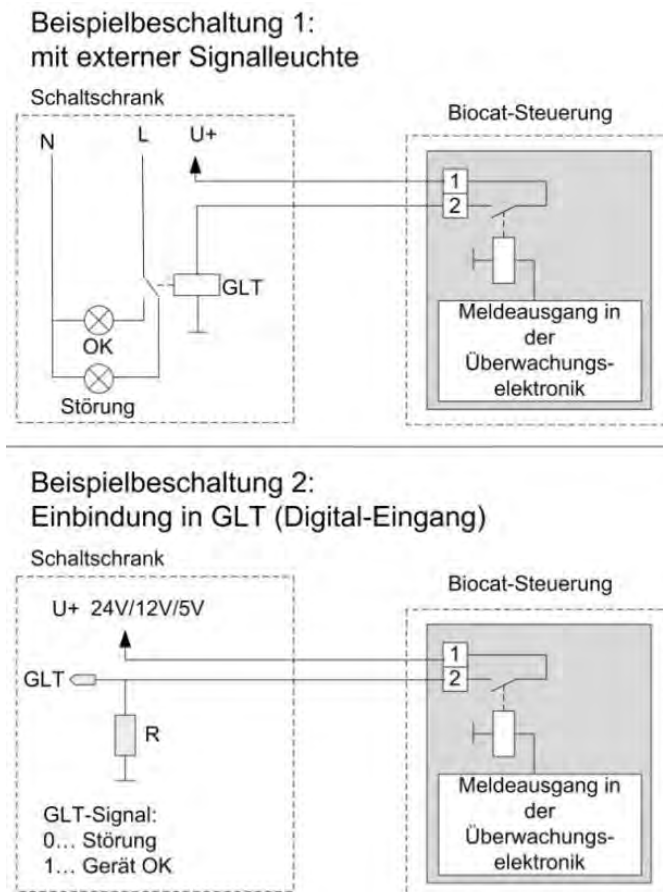 Beispielbeschaltung 1:
mit externer Signalleuchte
Schaltschrank
Biocat-Steuerung
N
L
U+
1
2
GLT
OK
Störung
Meldeausgang in
der
Überwachungs-
elektronik
Beispielbeschaltung 2:
Einbindung in GLT (Digital-Eingang)
Schaltschrank
Biocat-Steuerung
U+ 24V/12V/5V
1
2
GLT
R
GLT-Signal:
0... Störung
1... Gerät OK
Meldeausgang in
der
Überwachungs-
elektronik